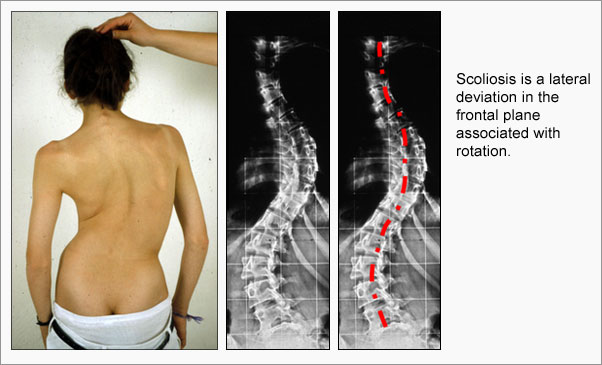 Scoliosis is a lateral
deviation in the
frontal plane
associated with
rotation.